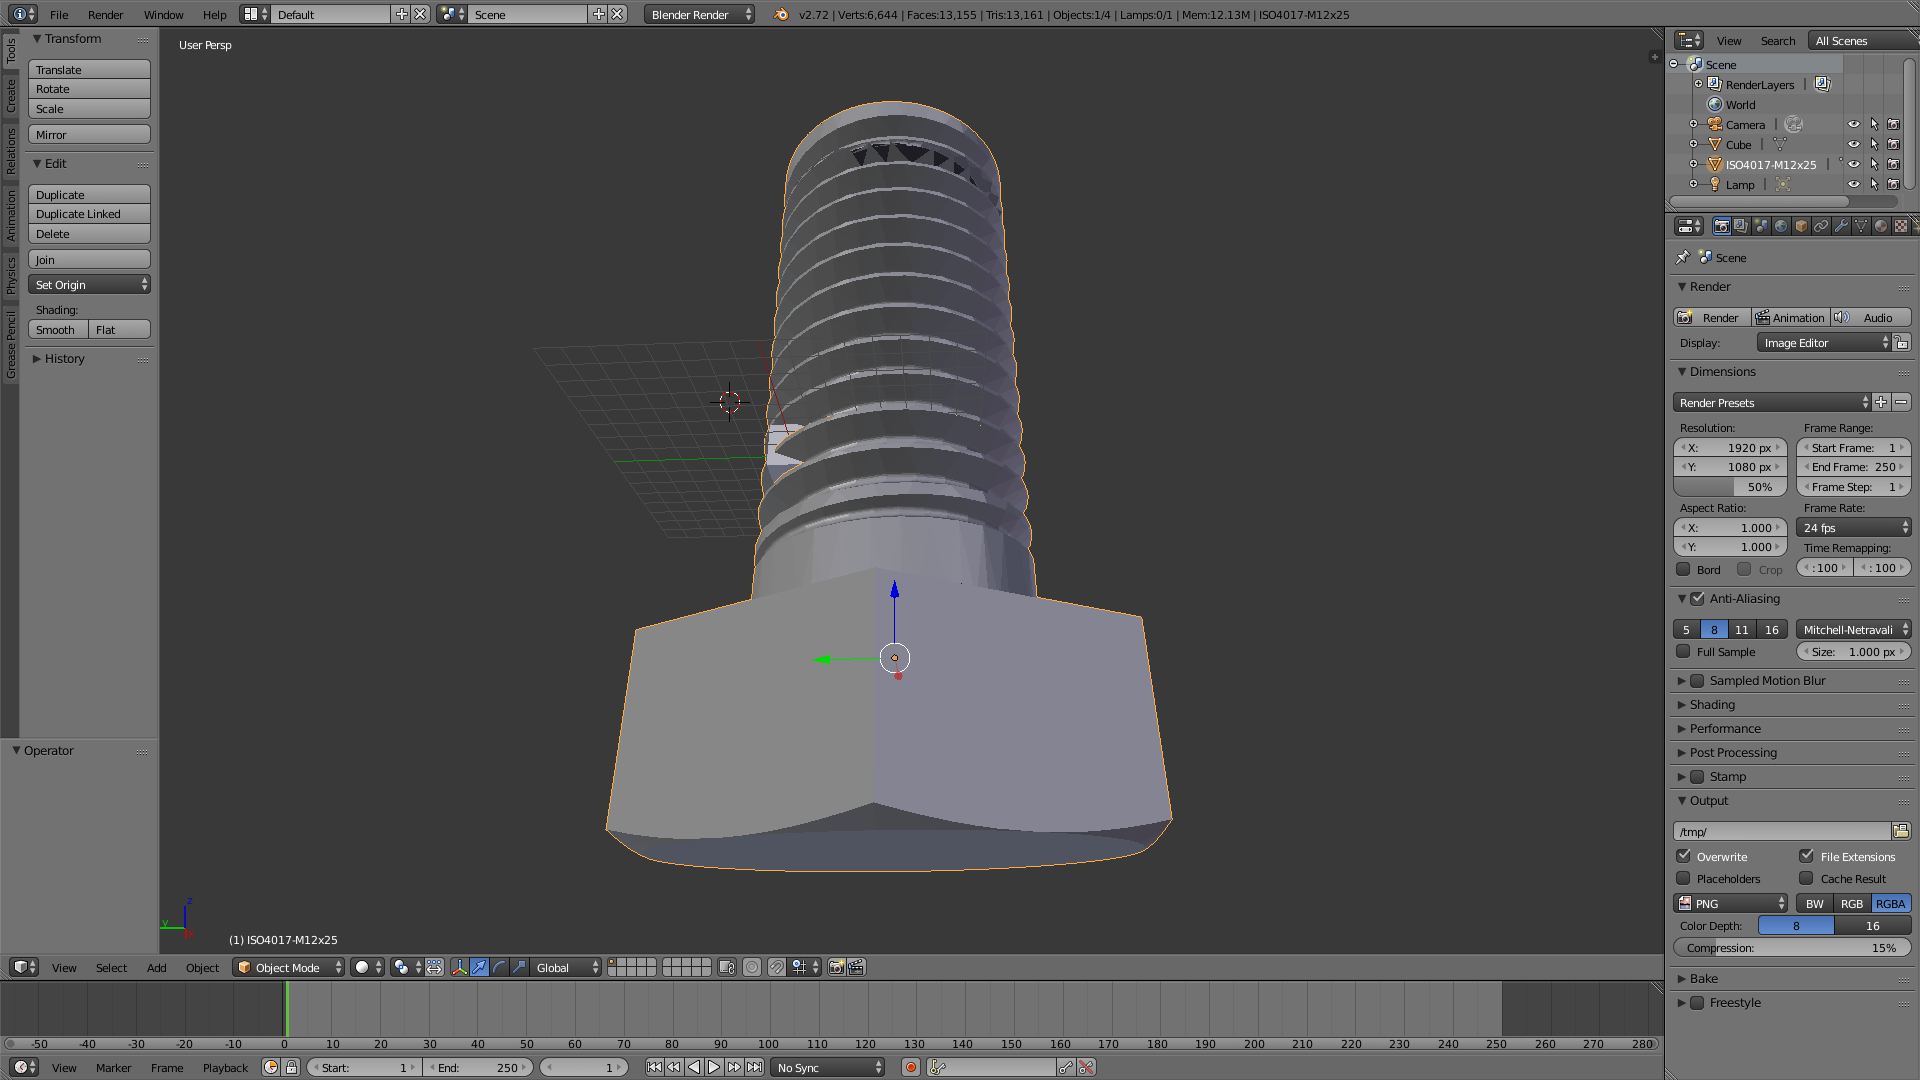 File Render Window Help Default Scene Blender Render v2.72 | Verts:6,644 | Faces:13,155 | Tris:13,161 | Objects:1/4 | Lamps:0/1 | Mem:12.13M | ISO4017-M12x25
Tools
Create
Relations
Animation
Physics
Grease Pencil
Transform
Translate
Rotate
Scale
Mirror
Edit
Duplicate
Duplicate Linked
Delete
Join
Set Origin
Shading:
Smooth Flat
History
Operator
User Persp
z
y
(1) ISO4017-M12x25
View Select Add Object Object Mode Global
-50 -40 -30 -20 -10 0 10 20 30 40 50 60 70 80 90 100 110 120 130 140 150 160 170 180 190 200 210 220 230 240 250 260 270 280
View Marker Frame Playback Start: 1 End: 250 1 No Sync
View Search All Scenes
Scene
RenderLayers
World
Camera
Cube
ISO4017-M12x25
Lamp
Scene
Render
Render Animation Audio
Display: Image Editor
Dimensions
Render Presets
Resolution: Frame Range:
X: 1920 px Start Frame: 1
Y: 1080 px End Frame: 250
50% Frame Step: 1
Aspect Ratio: Frame Rate:
X: 1.000 24 fps
Y: 1.000 Time Remapping:
Bord Crop :100 :100
Anti-Aliasing
5 8 11 16 Mitchell-Netravali
Full Sample Size: 1.000 px
Sampled Motion Blur
Shading
Performance
Post Processing
Stamp
Output
/tmp/
Overwrite File Extensions
Placeholders Cache Result
PNG BW RGB RGBA
Color Depth: 8 16
Compression: 15%
Bake
Freestyle